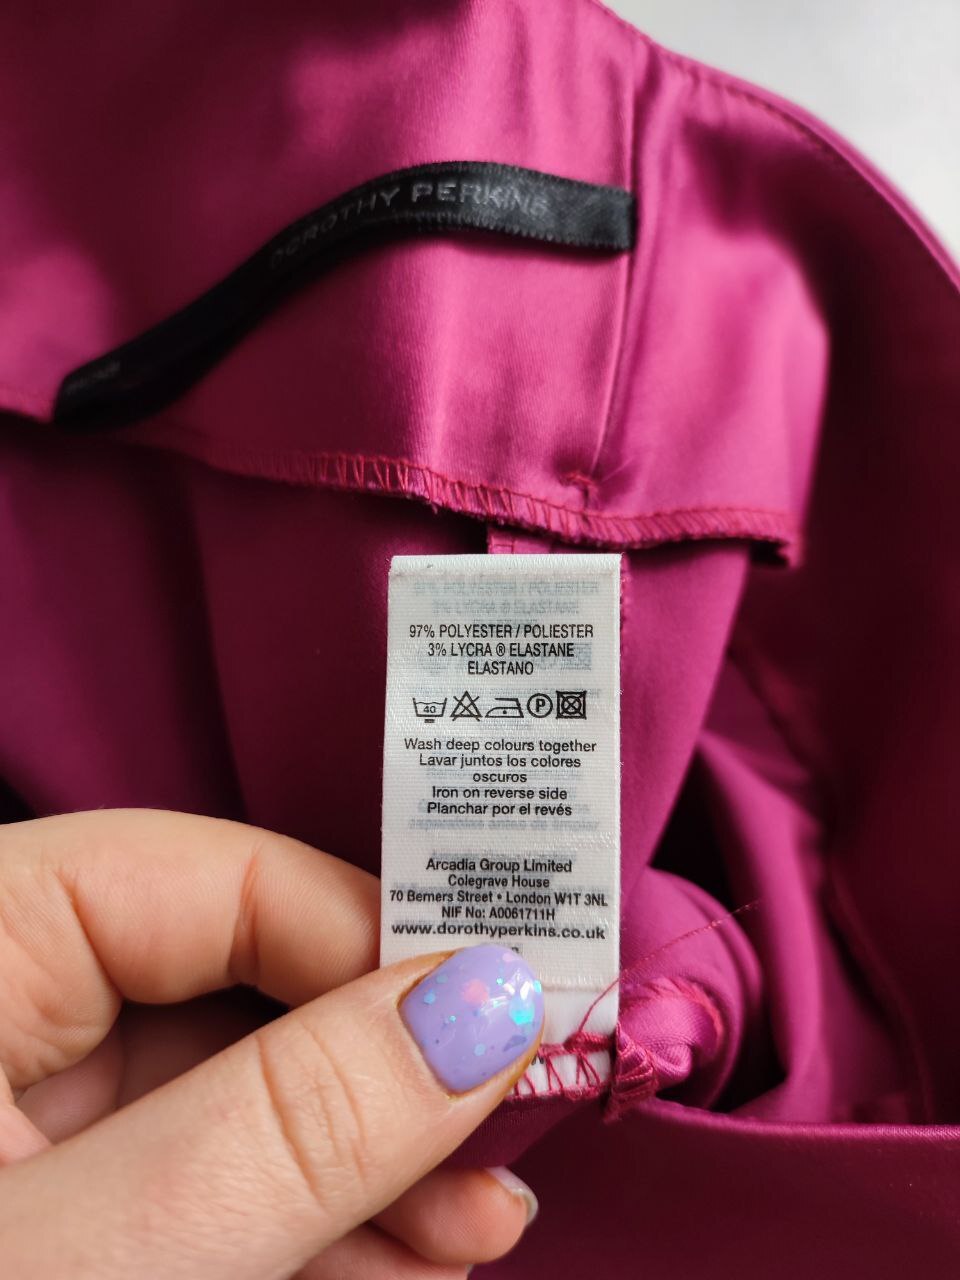 DOROTHY PERKINS
97% POLYESTER / POLIESTER
3% LYCRA ® ELASTANE
ELASTANO
40
P
Wash deep colours together
Lavar juntos los colores
oscuros
Iron on reverse side
Planchar por el revés
Arcadia Group Limited
Colegrave House
70 Berners Street • London W1T 3NL
NIF No: A0061711H
www.dorothyperkins.co.uk